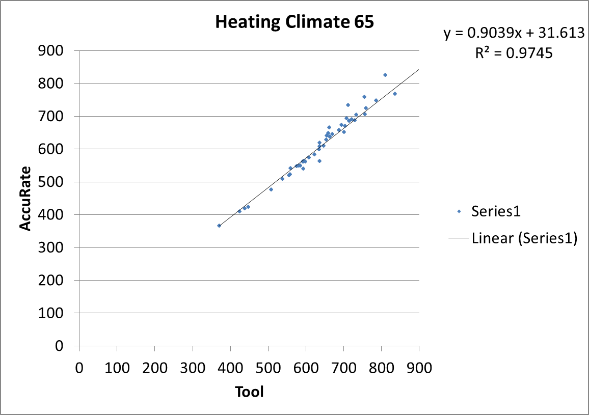 Heating Climate 65
y = 0.9039x + 31.613
R² = 0.9745
900
800
700
600
500
400
300
200
100
0
AccuRate
0 100 200 300 400 500 600 700 800 900
Tool
Series1
Linear (Series1)